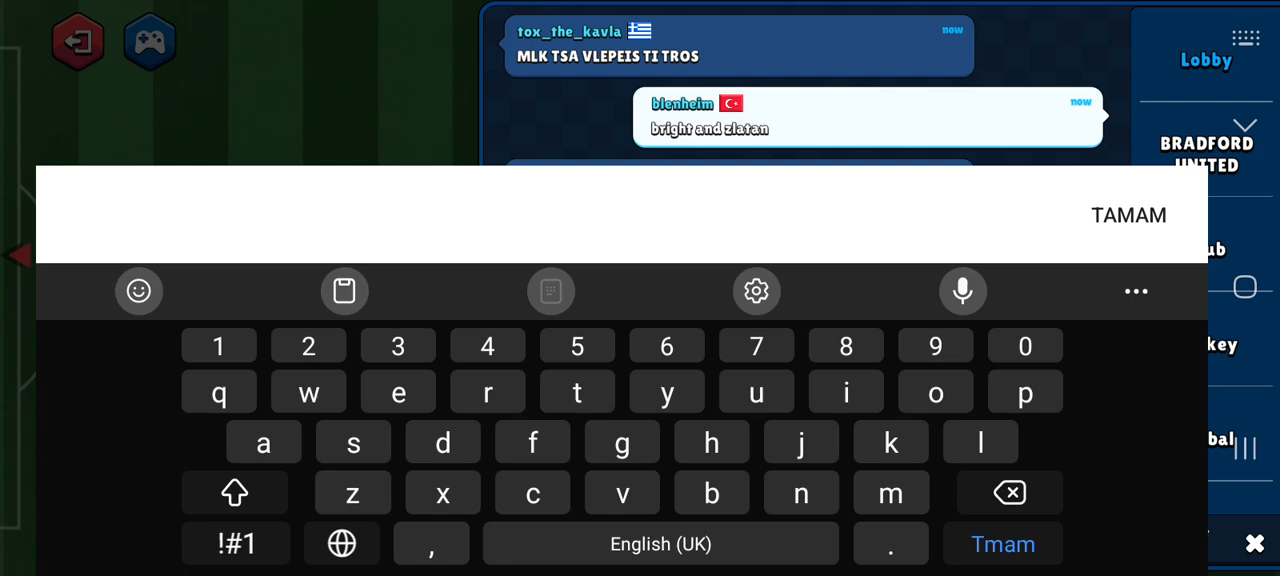 tox_the_kavla now
MLK TSA VLEPEIS TI TROS
blenheim now
bright and zlatan
Lobby
BRADFORD
UNITED
TAMAM
1 2 3 4 5 6 7 8 9 0
q w e r t y u i o p
a s d f g h j k l
z x c v b n m
!#1 , English (UK) . Tmam